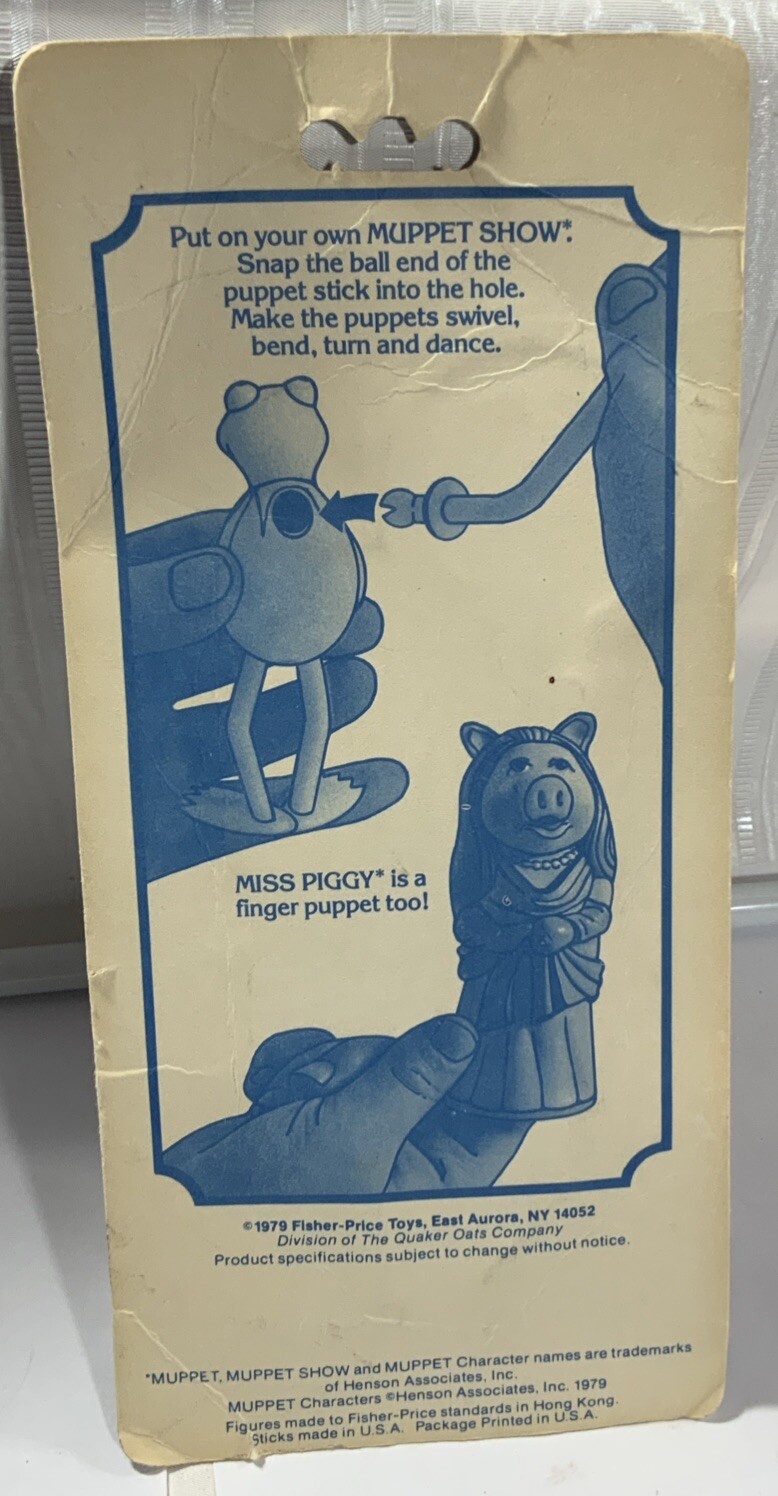 Put on your own MUPPET SHOW*.
Snap the ball end of the
puppet stick into the hole.
Make the puppets swivel,
bend, turn and dance.
MISS PIGGY* is a
finger puppet too!
©1979 Fisher-Price Toys, East Aurora, NY 14052
Division of The Quaker Oats Company
Product specifications subject to change without notice.
*MUPPET, MUPPET SHOW and MUPPET Character names are trademarks
of Henson Associates, Inc.
MUPPET Characters ©Henson Associates, Inc. 1979
Figures made to Fisher-Price standards in Hong Kong.
Sticks made in U.S.A. Package Printed in U.S.A.